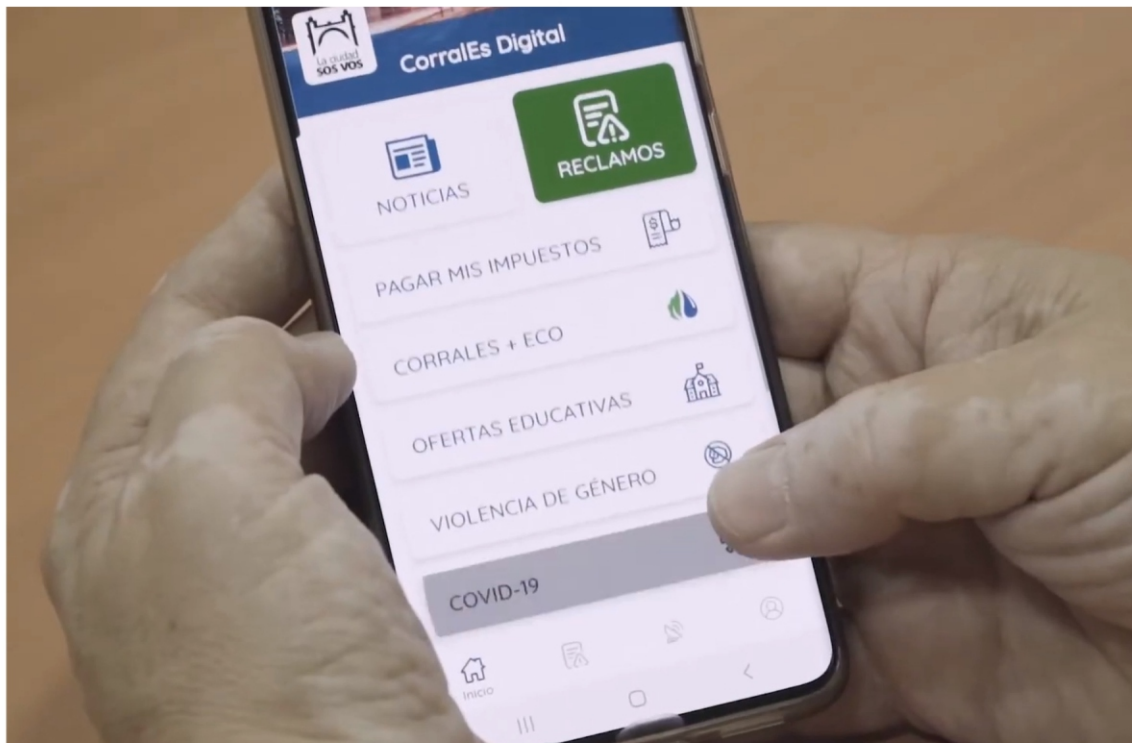 La ciudad
SOS VOS
CorralEs Digital
NOTICIAS
RECLAMOS
PAGAR MIS IMPUESTOS
$
CORRALES + ECO
OFERTAS EDUCATIVAS
VIOLENCIA DE GÉNERO
COVID-19
Inicio